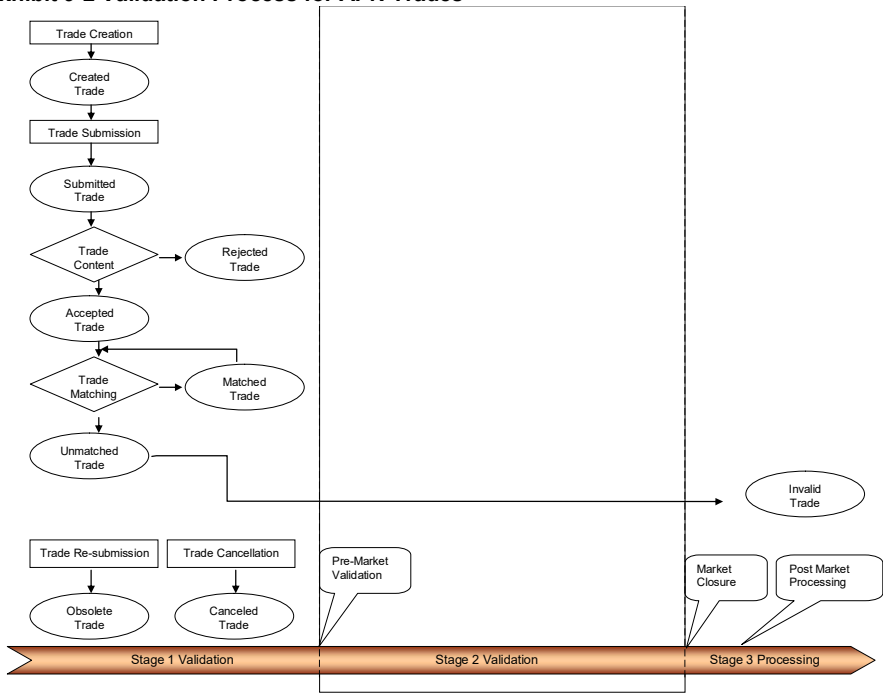 Trade Creation
Created
Trade
Trade Submission
Submitted
Trade
Trade
Content
Rejected
Trade
Accepted
Trade
Trade
Matching
Matched
Trade
Unmatched
Trade
Invalid
Trade
Trade Re-submission
Trade Cancellation
Pre-Market
Validation
Market
Closure
Post Market
Processing
Obsolete
Trade
Canceled
Trade
Stage 1 Validation
Stage 2 Validation
Stage 3 Processing